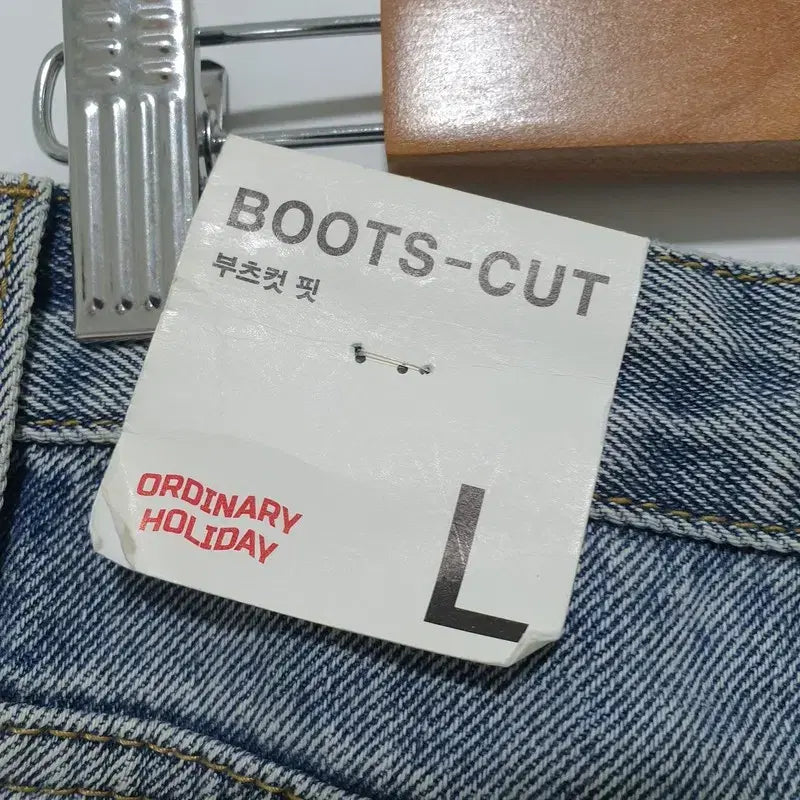 BOOTS-CUT
부츠컷 핏
ORDINARY
HOLIDAY
L